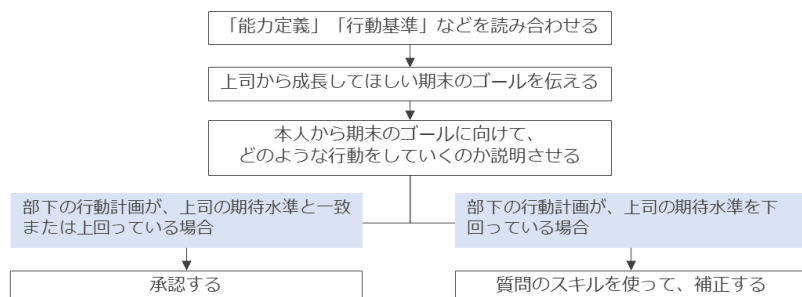 「能力定義」「行動基準」などを読み合わせる
上司から成長してほしい期末のゴールを伝える
本人から期末のゴールに向けて、
どのような行動をしていくのか説明させる
部下の行動計画が、上司の期待水準と一致
または上回っている場合
部下の行動計画が、上司の期待水準を下
回っている場合
承認する
質問のスキルを使って、補正する